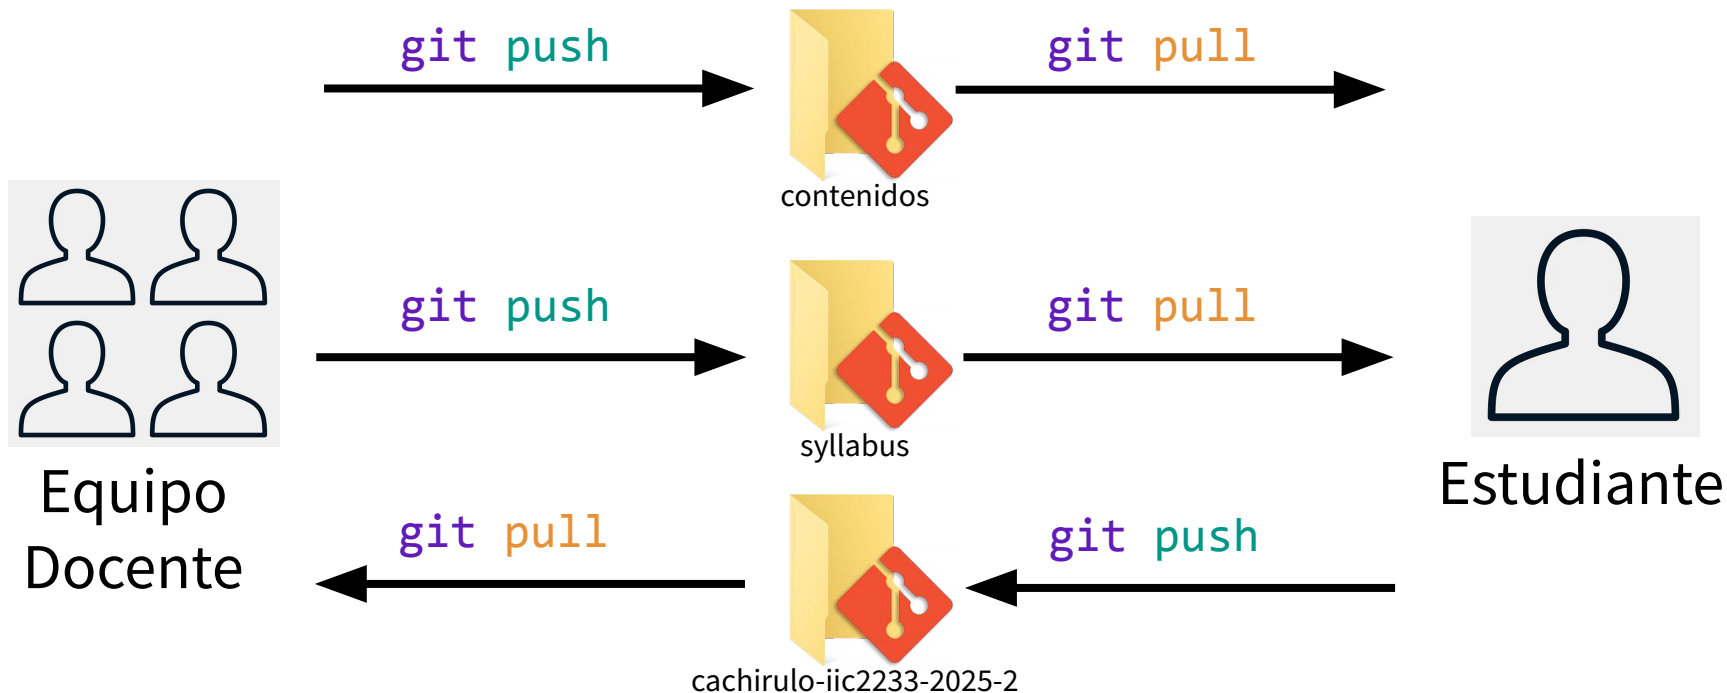 git push
git pull
contenidos
git push
git pull
syllabus
Equipo
Docente
Estudiante
git pull
git push
cachirulo-iic2233-2025-2